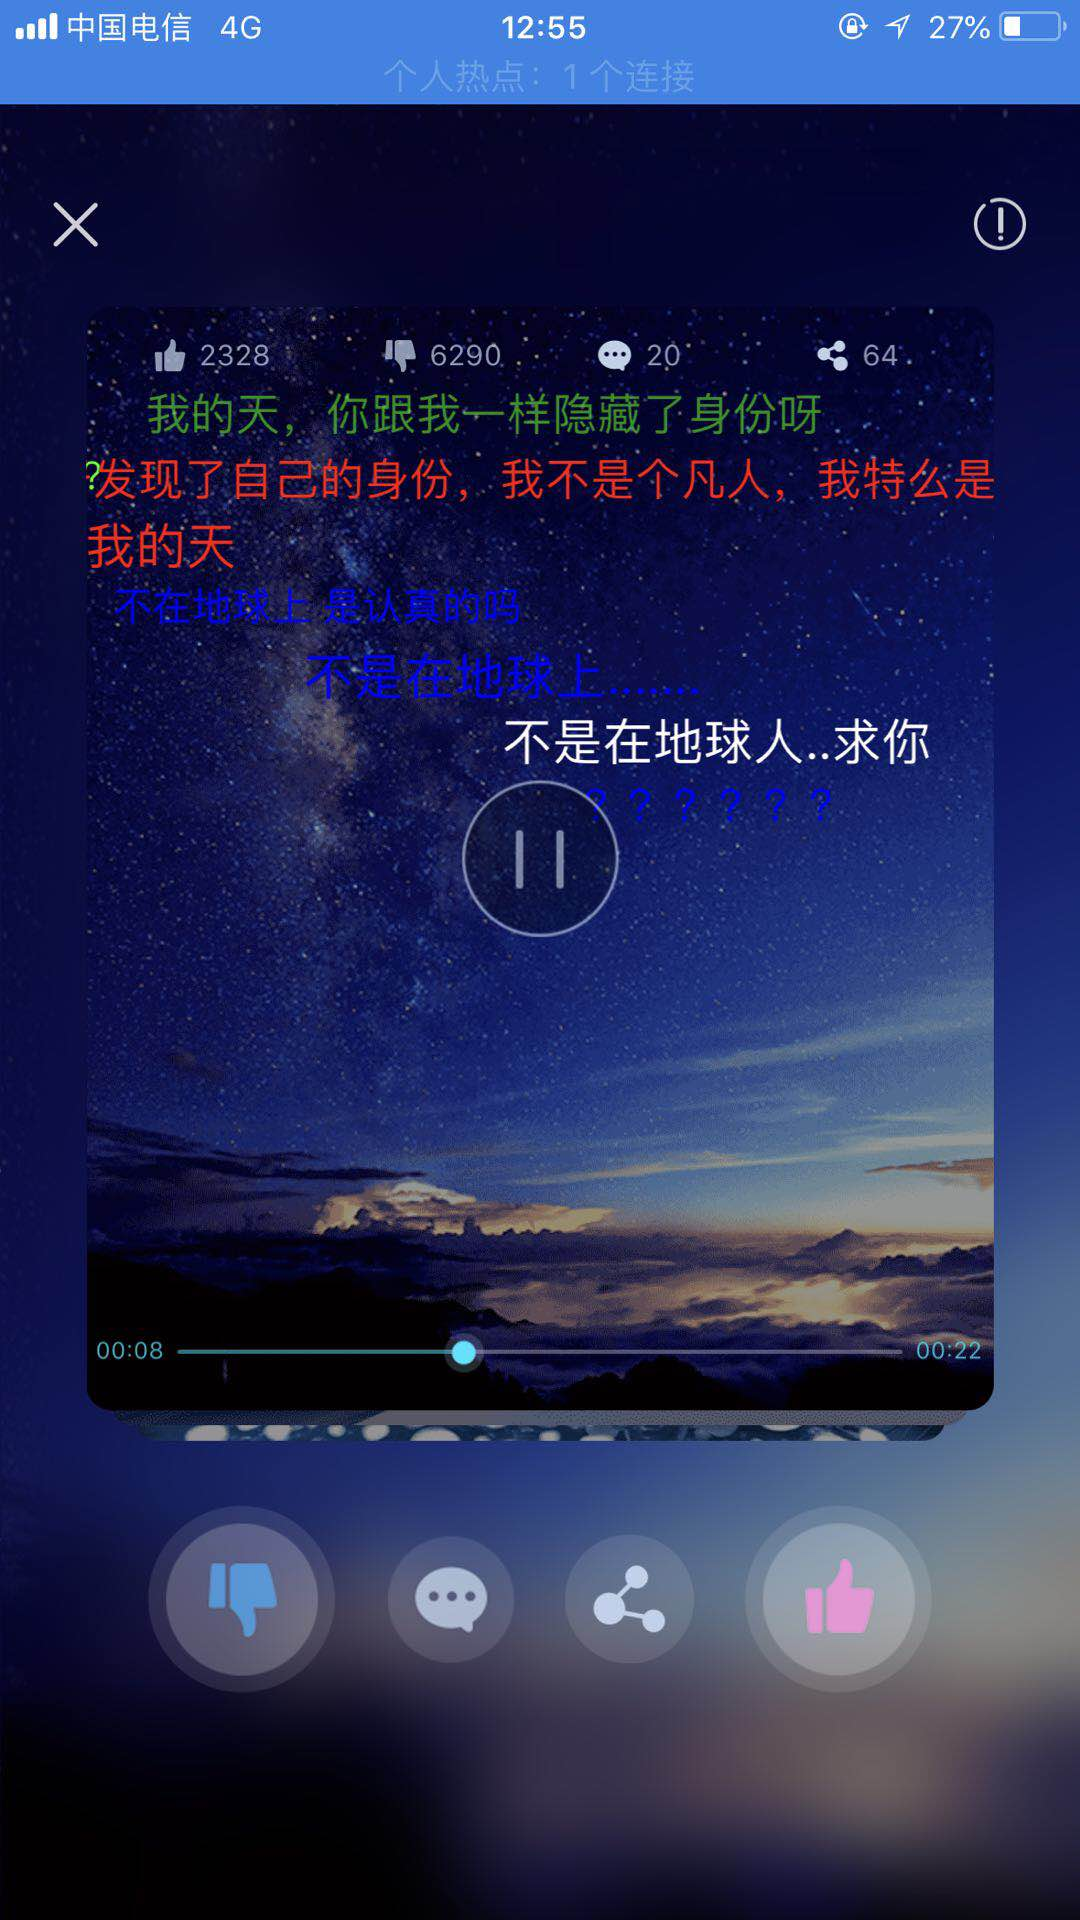 中国电信 4G 12:55 27%
个人热点：1 个连接
2328 6290 20 64
我的天，你跟我一样隐藏了身份呀
?
发现了自己的身份，我不是个凡人，我特么是
我的天
不在地球上 是认真的吗
不是在地球上.......
不是在地球人..求你
？？？？？？
00:08 00:22